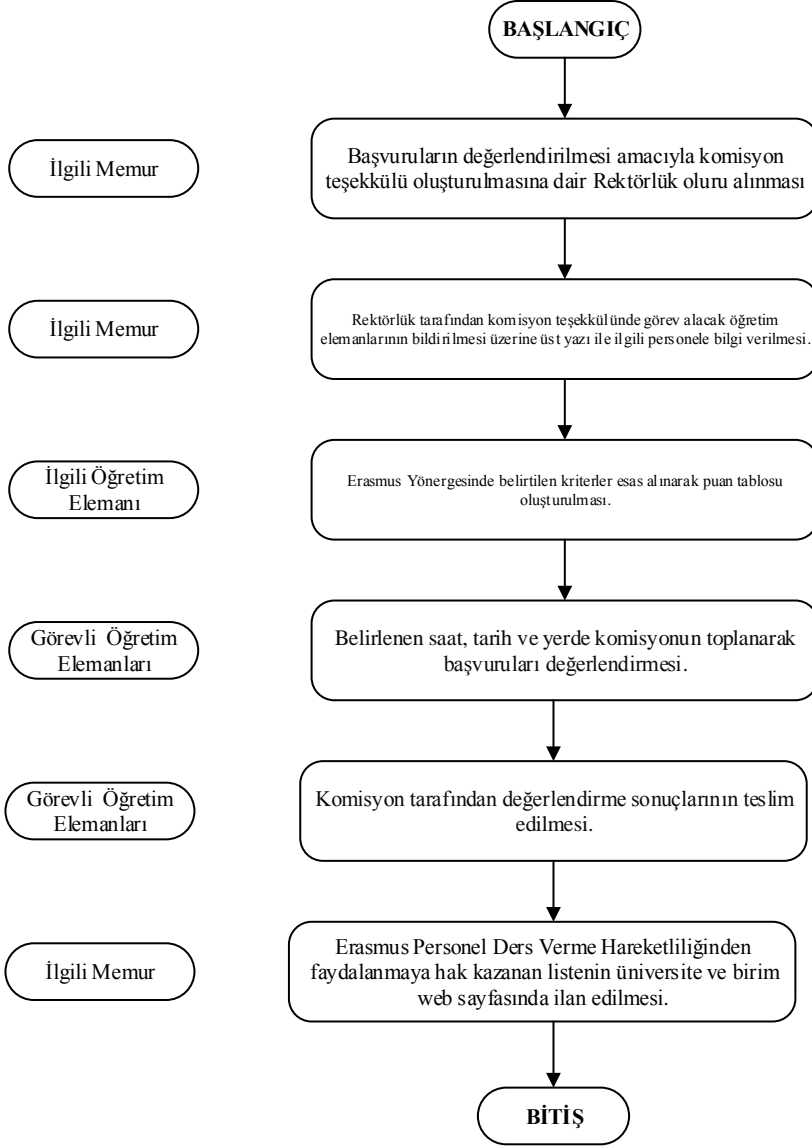 BAŞLANGIÇ
İlgili Memur
Başvuruların değerlendirilmesi amacıyla komisyon
teşekkülü oluşturulmasına dair Rektörlük oluru alınması
İlgili Memur
Rektörlük tarafından komisyon teşekkülünde görev alacak öğretim
elemanlarının bildirilmesi üzerine üst yazı ile ilgili personele bilgi verilmesi.
İlgili Öğretim
Elemanı
Erasmus Yönergesinde belirtilen kriterler esas alınarak puan tablosu
oluşturulması.
Görevli Öğretim
Elemanları
Belirlenen saat, tarih ve yerde komisyonun toplanarak
başvuruları değerlendirmesi.
Görevli Öğretim
Elemanları
Komisyon tarafından değerlendirme sonuçlarının teslim
edilmesi.
İlgili Memur
Erasmus Personel Ders Verme Hareketliliğinden
faydalanmaya hak kazanan listenin üniversite ve birim
web sayfasında ilan edilmesi.
BİTİŞ